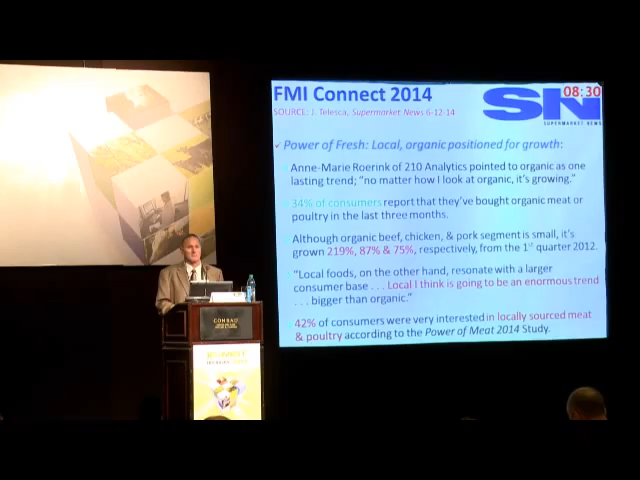 FMI Connect 2014
SN
08:30
SUPERMARKET NEWS
SOURCE: J. Telesca, Supermarket News 6-12-14
Power of Fresh: Local, organic positioned for growth:
Anne-Marie Roerink of 210 Analytics pointed to organic as one
lasting trend; “no matter how I look at organic, it’s growing.”
34% of consumers report that they’ve bought organic meat or
poultry in the last three months.
Although organic beef, chicken, & pork segment is small, it’s
grown 219%, 87% & 75%, respectively, from the 1st quarter 2012.
“Local foods, on the other hand, resonate with a larger
consumer base . . . Local I think is going to be an enormous trend
. . . bigger than organic.”
42% of consumers were very interested in locally sourced meat
& poultry according to the Power of Meat 2014 Study.
CONRAD